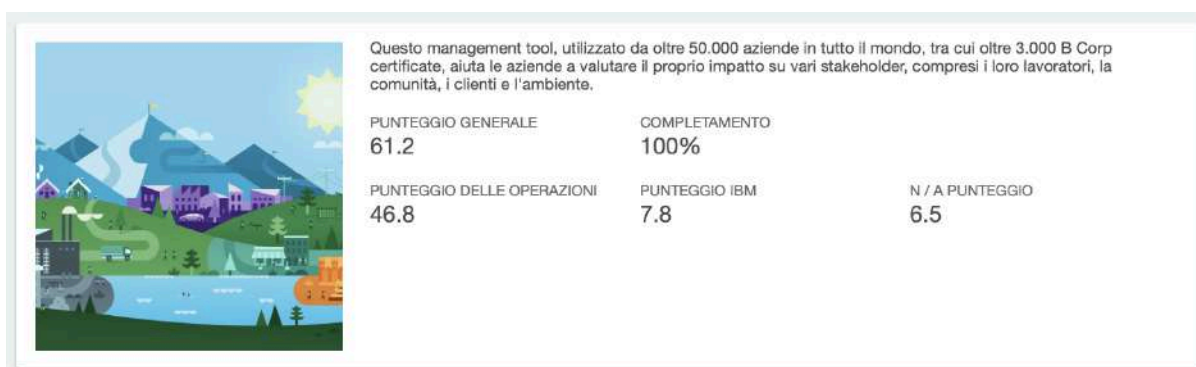 Questo management tool, utilizzato da oltre 50.000 aziende in tutto il mondo, tra cui oltre 3.000 B Corp
certificate, aiuta le aziende a valutare il proprio impatto su vari stakeholder, compresi i loro lavoratori, la
comunità, i clienti e l'ambiente.
PUNTEGGIO GENERALE COMPLETAMENTO
61.2 100%
PUNTEGGIO DELLE OPERAZIONI PUNTEGGIO IBM N / A PUNTEGGIO
46.8 7.8 6.5